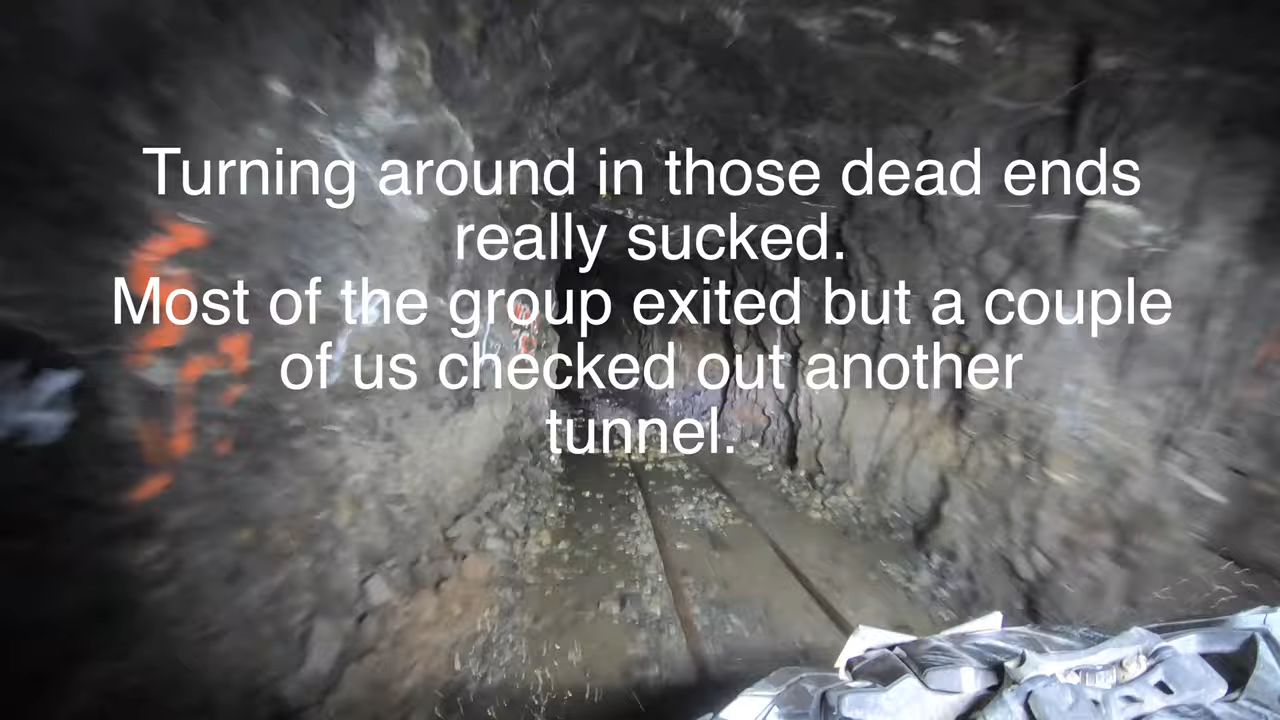 Turning around in those dead ends
really sucked.
Most of the group exited but a couple
of us checked out another
tunnel.